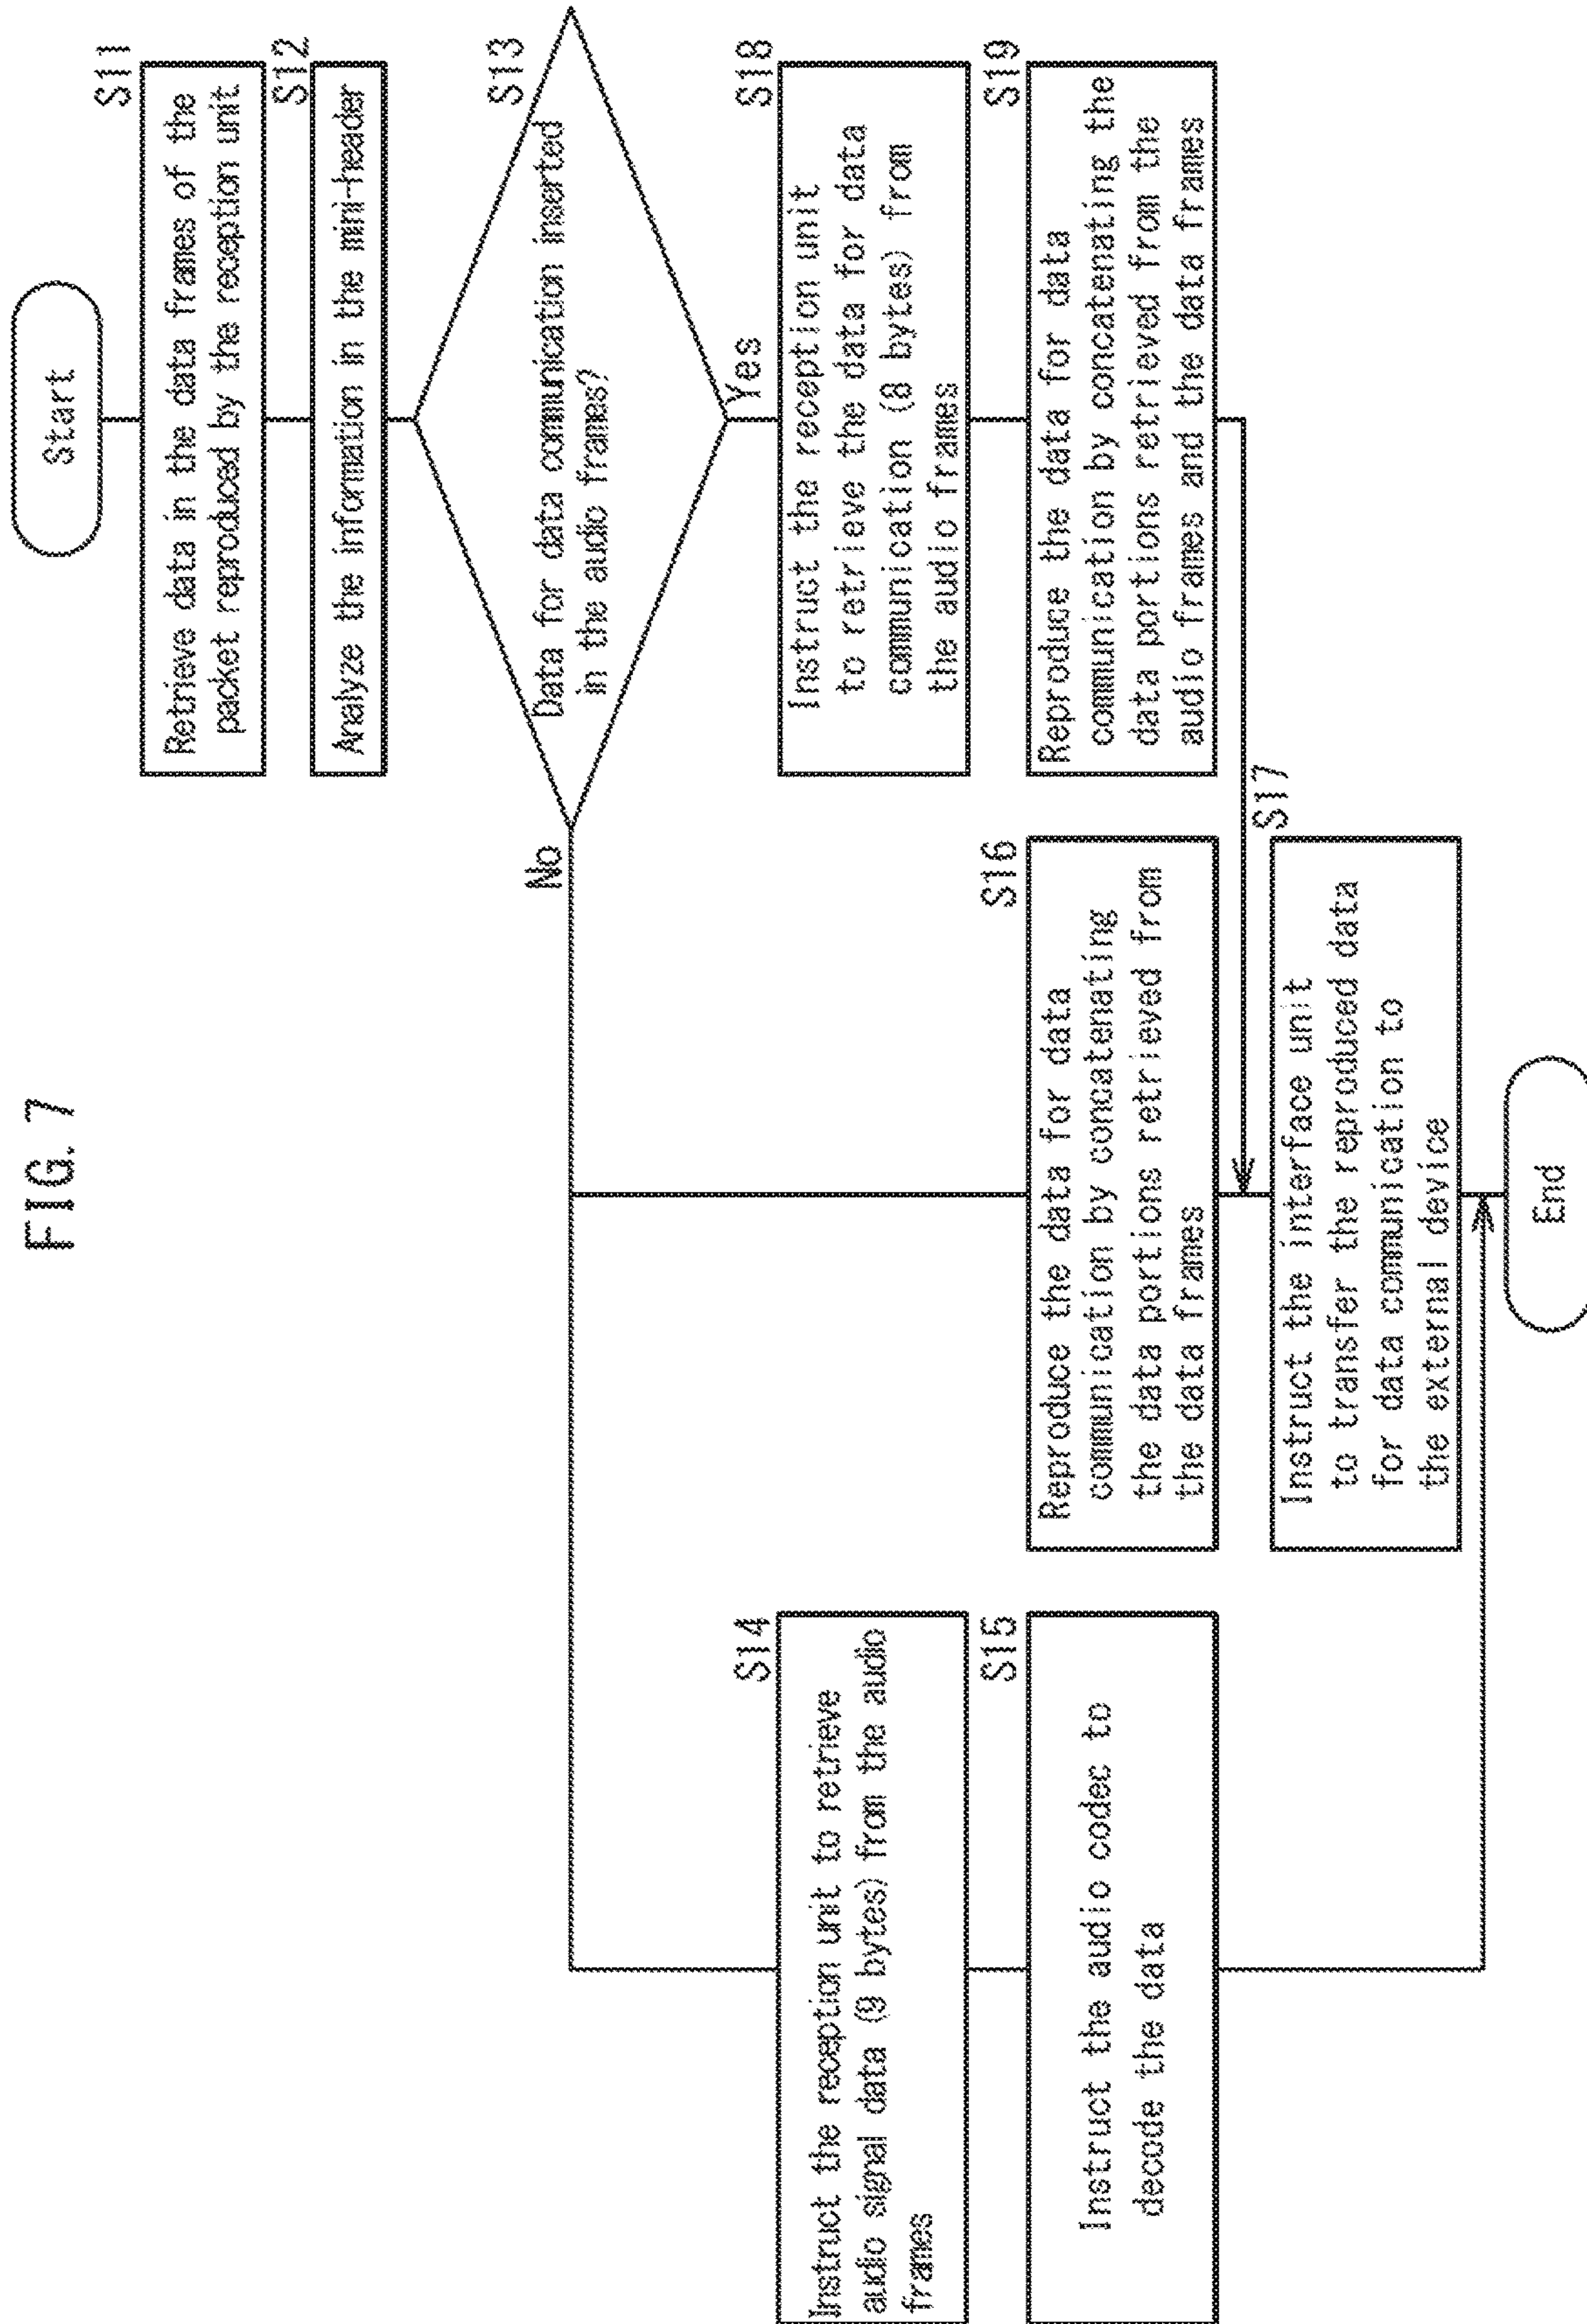 FIG. 7
Start
S11
Retrieve data in the data frames of the
packet reproduced by the reception unit
S12
Analyze the information in the mini-header
S13
Data for data communication inserted
in the audio frames?
No
Yes
S14
Instruct the reception unit to retrieve
audio signal data (9 bytes) from the audio
frames
S15
Instruct the audio codec to
decode the data
S16
Reproduce the data for data
communication by concatenating
the data portions retrieved from
the data frames
S17
Instruct the interface unit
to transfer the reproduced data
for data communication to
the external device
S18
Instruct the reception unit
to retrieve the data for data
communication (8 bytes) from
the audio frames
S19
Reproduce the data for data
communication by concatenating the
data portions retrieved from the
audio frames and the data frames
End